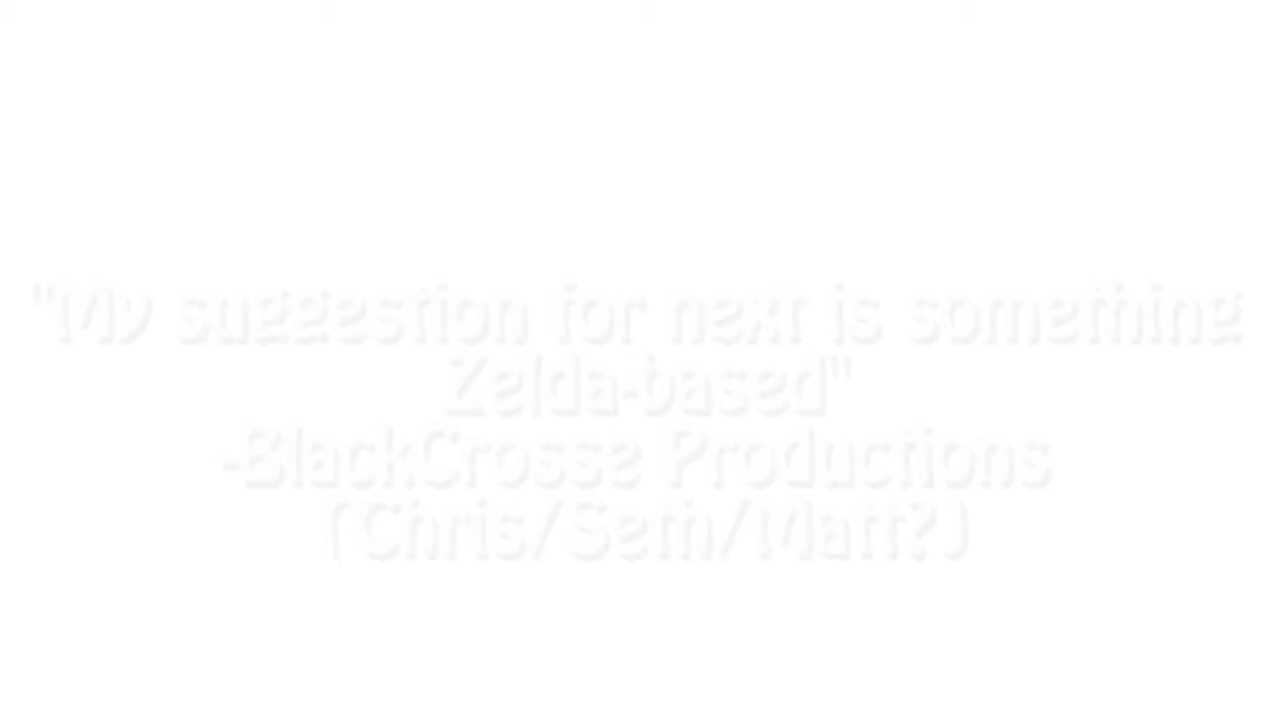 "My suggestion for next is something
Zelda-based"
-BlackCrosse Productions
(Chris/Seth/Matt?)